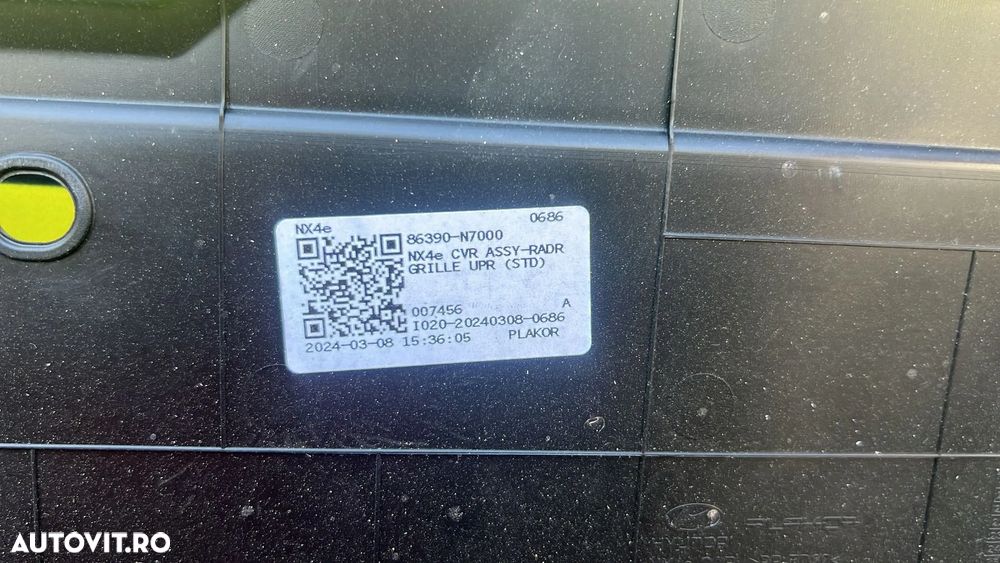 NX4e
0686
86390-N7000
NX4e CVR ASSY-RADR
GRILLE UPR (STD)
007456
A
I020-20240308-0686
2024-03-08 15:36:05
PLAKOR
AUTOVIT.RO